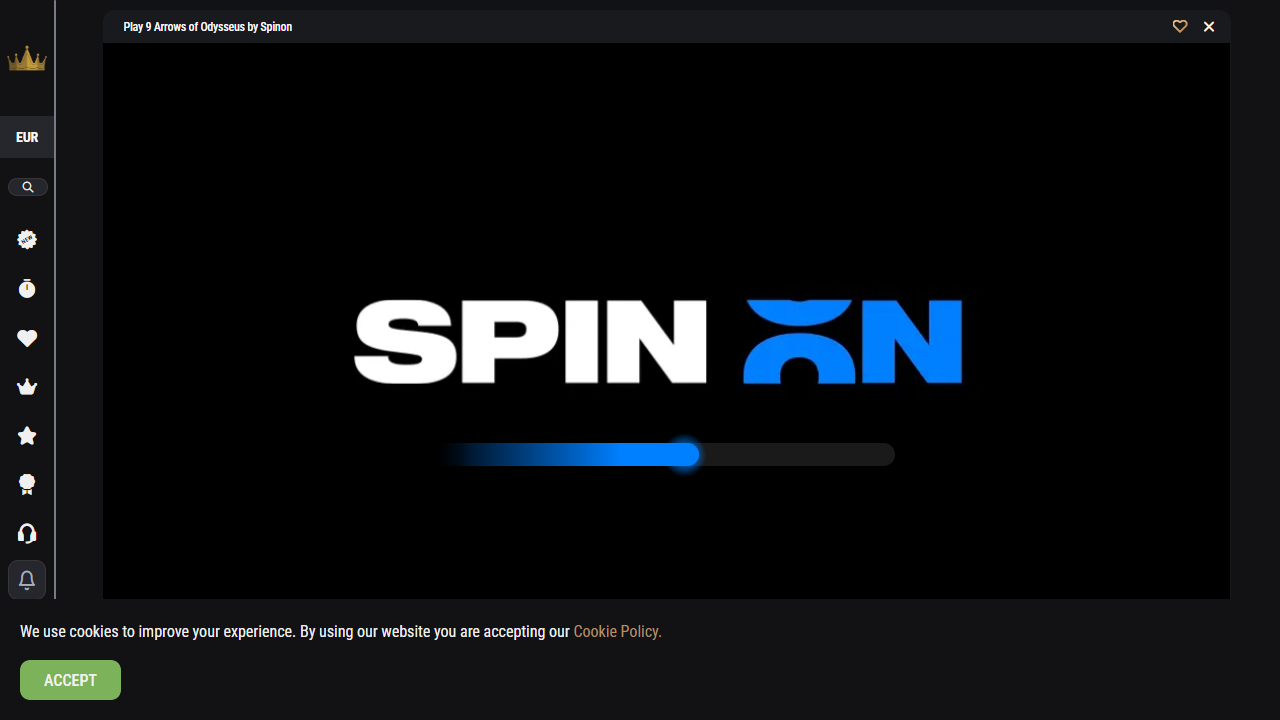 Play 9 Arrows of Odysseus by Spinon
EUR
NEW
SPIN ON
We use cookies to improve your experience. By using our website you are accepting our Cookie Policy.
ACCEPT